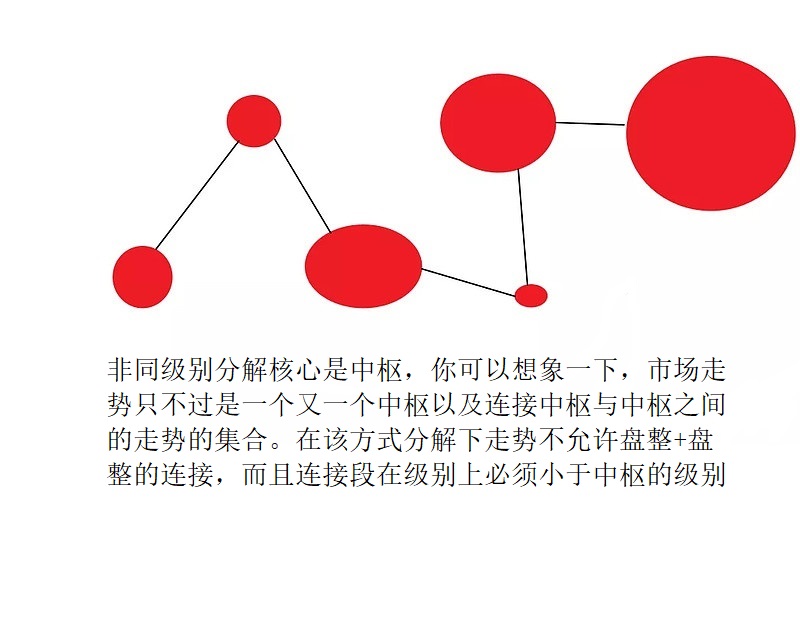 非同级别分解核心是中枢，你可以想象一下，市场走
势只不过是一个又一个中枢以及连接中枢与中枢之间
的走势的集合。在该方式分解下走势不允许盘整+盘
整的连接，而且连接段在级别上必须小于中枢的级别